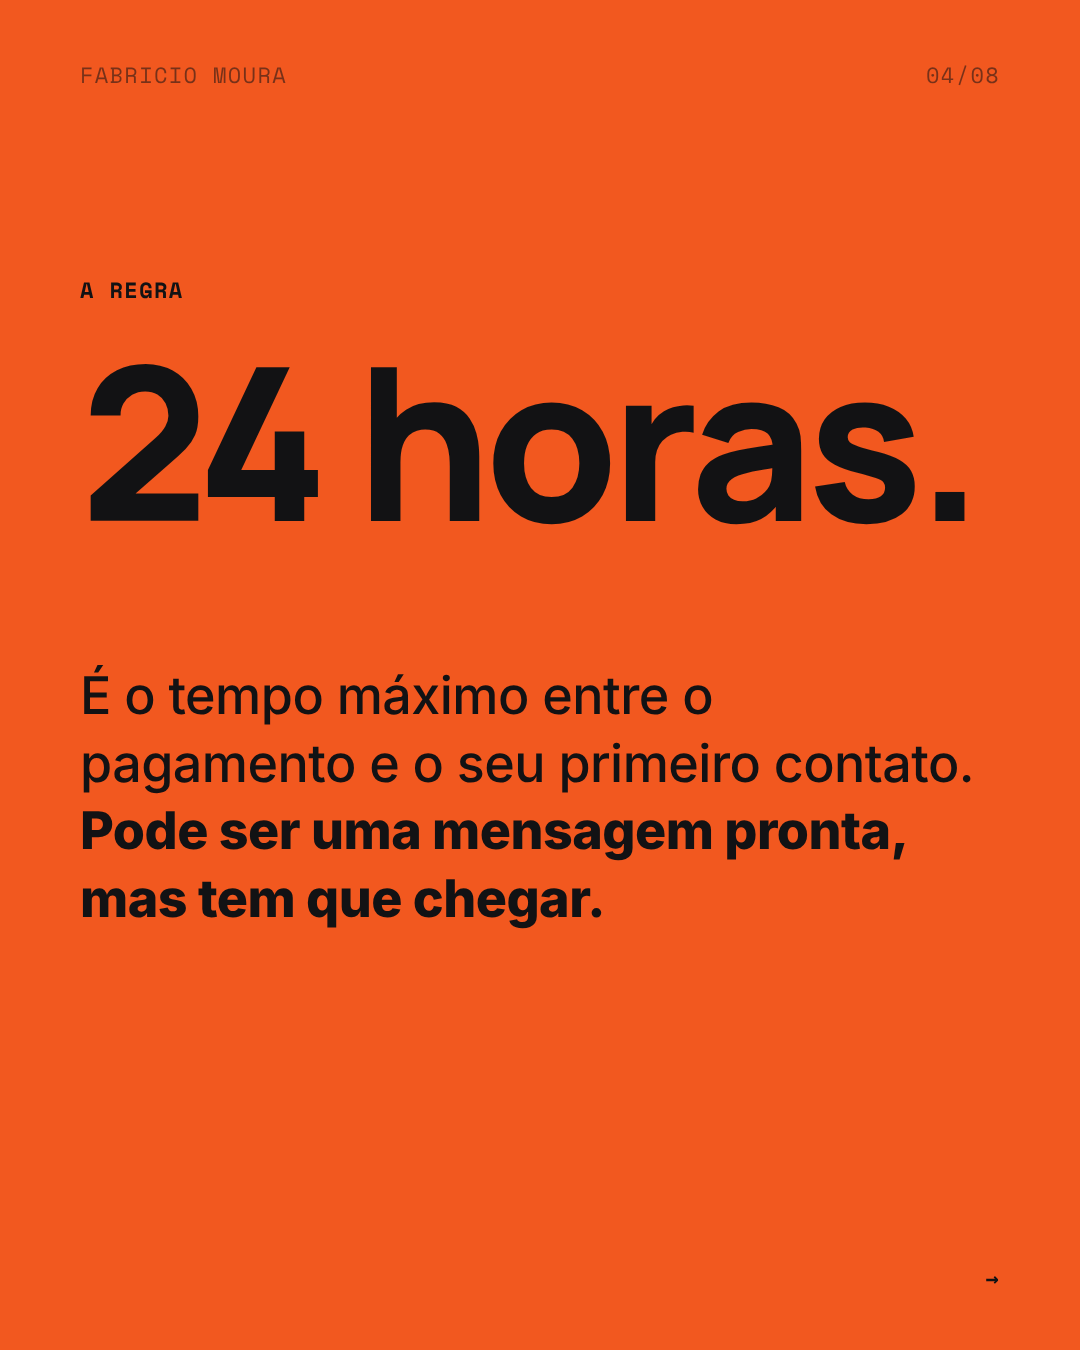 FABRICIO MOURA
04/08
A REGRA
24 horas.
É o tempo máximo entre o
pagamento e o seu primeiro contato.
Pode ser uma mensagem pronta,
mas tem que chegar.
→